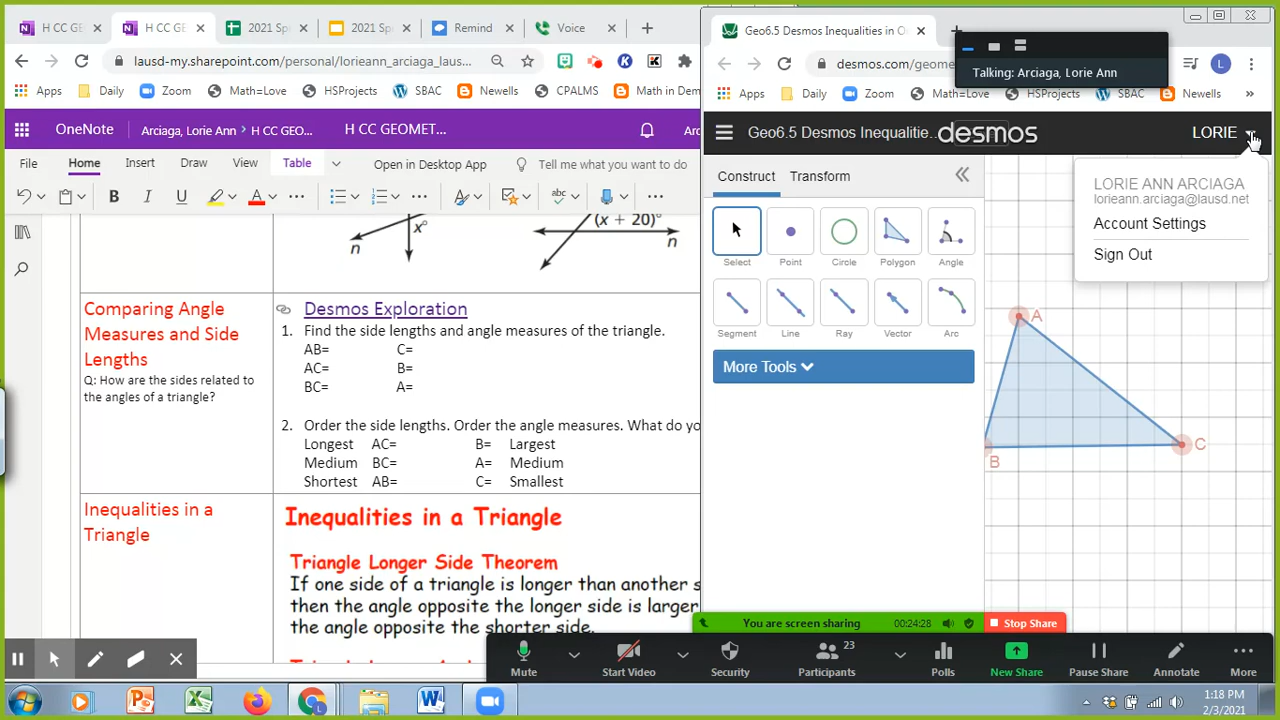 H CC GE
H CC GE
2021 S
2021 S
Remind
Voice
lausd-my.sharepoint.com/personal/lorieann_arciaga_laus...
Apps
Daily
Zoom
Math=Love
HSProjects
SBAC
Newells
CPALMS
Math in Dem
OneNote
Arciaga, Lorie Ann > H CC GEO...
H CC GEOMET...
Arc
File
Home
Insert
Draw
View
Table
Open in Desktop App
Tell me what you want to do
n
x°
(x + 20)°
n
Comparing Angle
Measures and Side
Lengths
Q: How are the sides related to
the angles of a triangle?
Desmos Exploration
1. Find the side lengths and angle measures of the triangle.
AB= C=
AC= B=
BC= A=
2. Order the side lengths. Order the angle measures. What do yo
Longest AC= B= Largest
Medium BC= A= Medium
Shortest AB= C= Smallest
Inequalities in a
Triangle
Inequalities in a Triangle
Triangle Longer Side Theorem
If one side of a triangle is longer than another s
then the angle opposite the longer side is larger
the angle opposite the shorter side.
Geo6.5 Desmos Inequalities in O
Talking: Arciaga, Lorie Ann
desmos.com/geome
Apps
Daily
Zoom
Math=Love
HSProjects
SBAC
Newells
L
Geo6.5 Desmos Inequalitie...
desmos
LORIE
LORIE ANN ARCIAGA
lorieann.arciaga@lausd.net
Account Settings
Sign Out
Construct
Transform
Select
Point
Circle
Polygon
Angle
Segment
Line
Ray
Vector
Arc
More Tools
A
B
C
You are screen sharing
00:24:28
Stop Share
Mute
Start Video
Security
23
Participants
Polls
New Share
Pause Share
Annotate
More
1:18 PM
2/3/2021